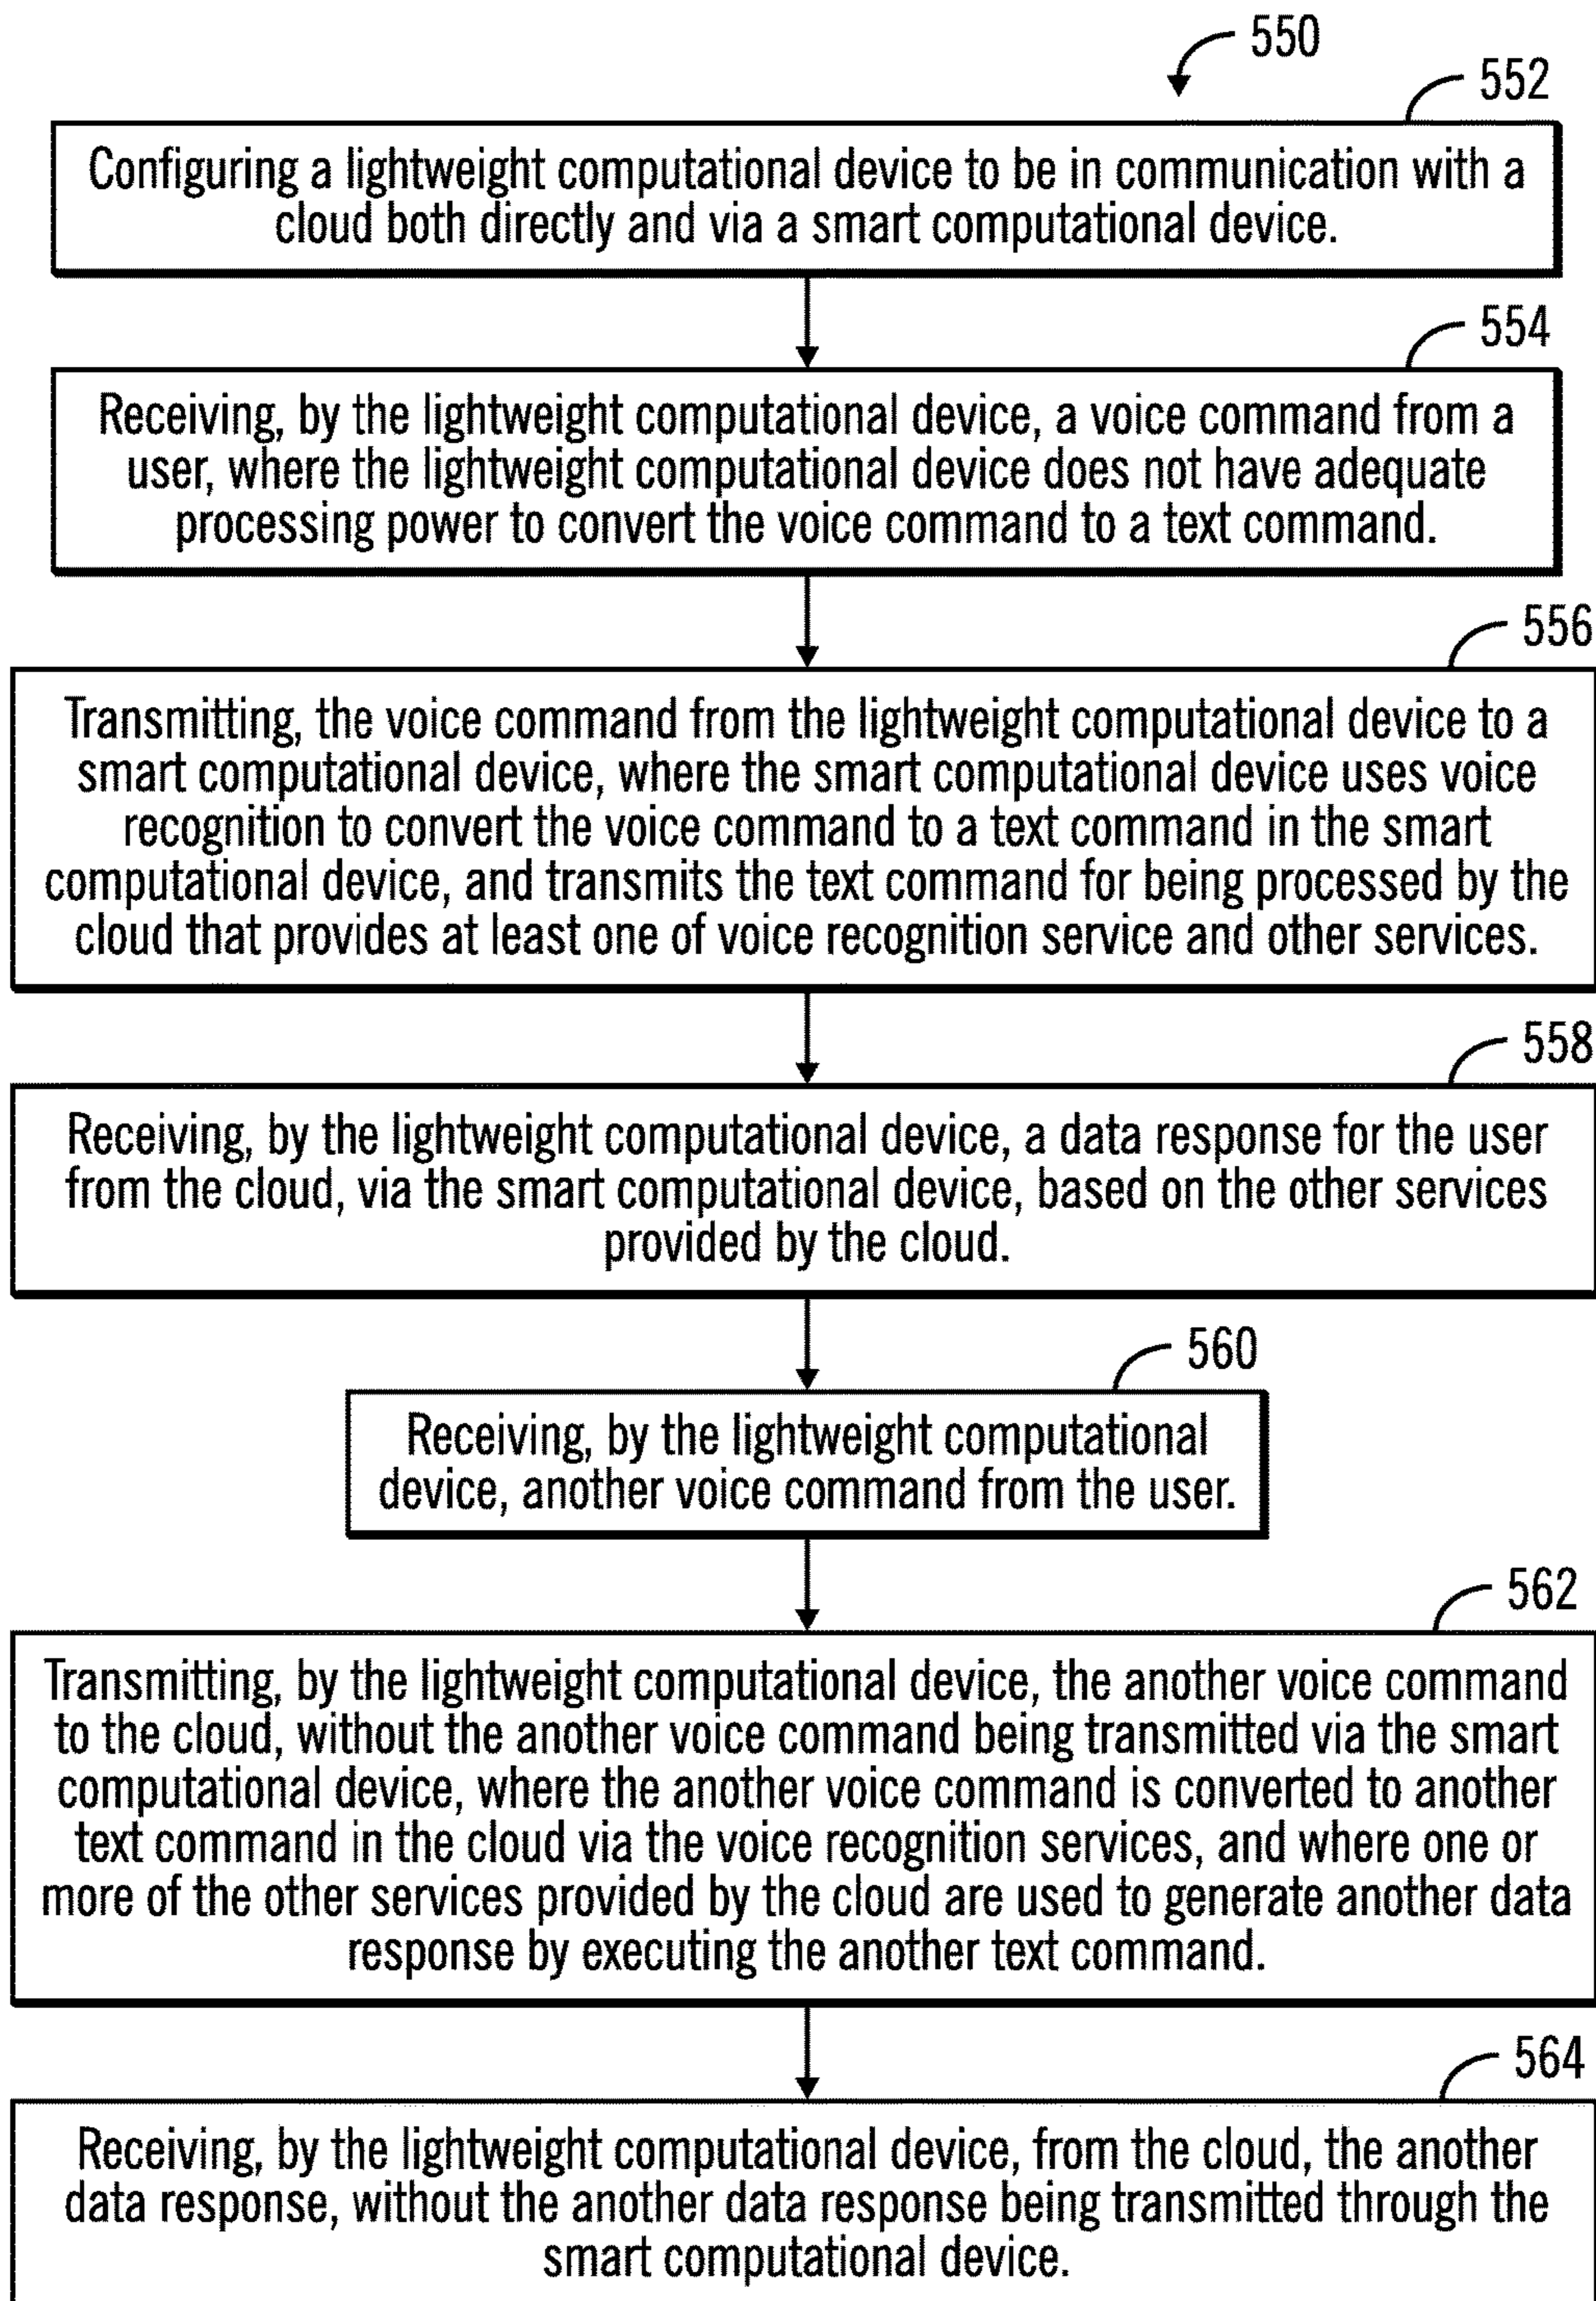 550
552
Configuring a lightweight computational device to be in communication with a
cloud both directly and via a smart computational device.
554
Receiving, by the lightweight computational device, a voice command from a
user, where the lightweight computational device does not have adequate
processing power to convert the voice command to a text command.
556
Transmitting, the voice command from the lightweight computational device to a
smart computational device, where the smart computational device uses voice
recognition to convert the voice command to a text command in the smart
computational device, and transmits the text command for being processed by the
cloud that provides at least one of voice recognition service and other services.
558
Receiving, by the lightweight computational device, a data response for the user
from the cloud, via the smart computational device, based on the other services
provided by the cloud.
560
Receiving, by the lightweight computational
device, another voice command from the user.
562
Transmitting, by the lightweight computational device, the another voice command
to the cloud, without the another voice command being transmitted via the smart
computational device, where the another voice command is converted to another
text command in the cloud via the voice recognition services, and where one or
more of the other services provided by the cloud are used to generate another data
response by executing the another text command.
564
Receiving, by the lightweight computational device, from the cloud, the another
data response, without the another data response being transmitted through the
smart computational device.